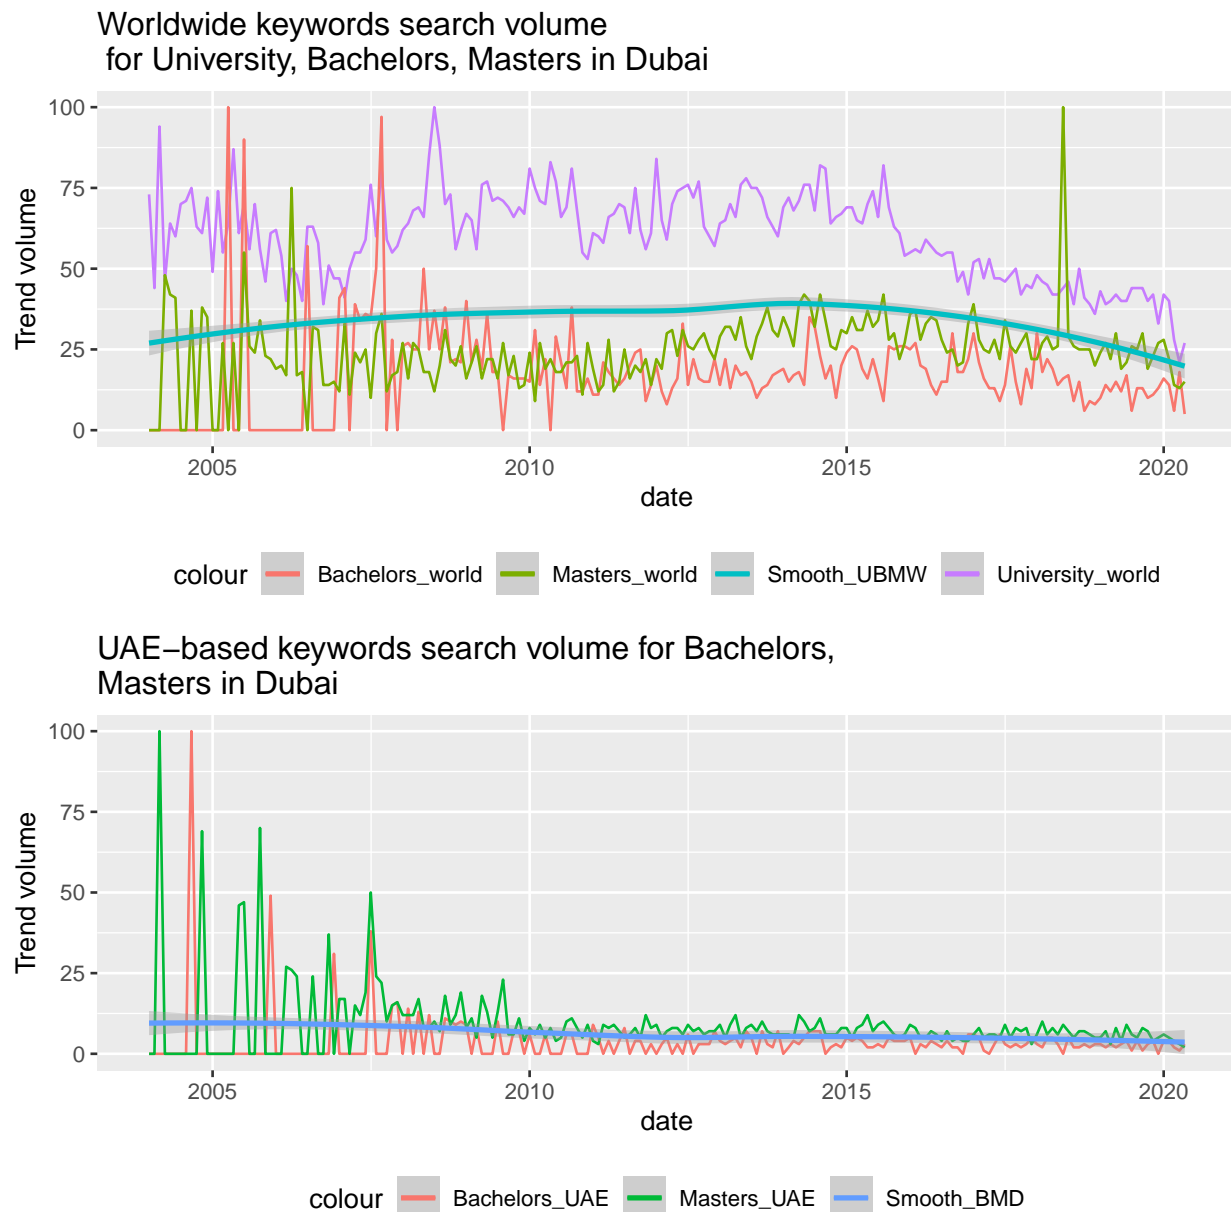 Worldwide keywords search volume
for University, Bachelors, Masters in Dubai
100
75
50
25
0
Trend volume
2005 2010 2015 2020
date
colour Bachelors_world Masters_world Smooth_UBMW University_world
UAE−based keywords search volume for Bachelors,
Masters in Dubai
100
75
50
25
0
Trend volume
2005 2010 2015 2020
date
colour Bachelors_UAE Masters_UAE Smooth_BMD